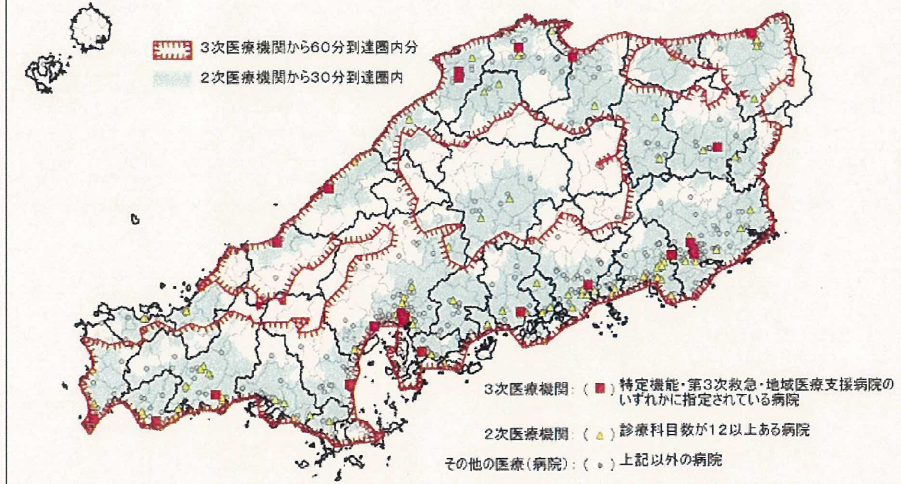 3次医療機関から60分到達圏内分
2次医療機関から30分到達圏内
3次医療機関：( ■ ) 特定機能・第3次救急・地域医療支援病院の
いずれかに指定されている病院
2次医療機関：( △ ) 診療科目数が12以上ある病院
その他の医療(病院)：( ◦ ) 上記以外の病院